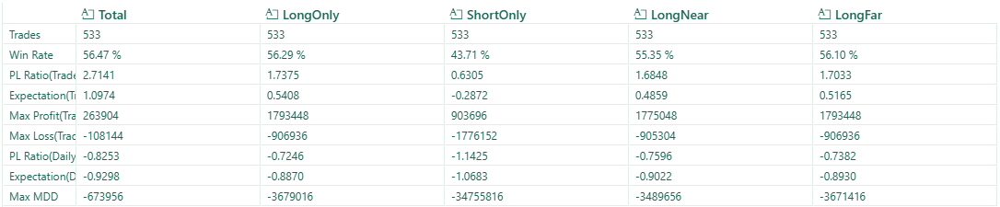 Total LongOnly ShortOnly LongNear LongFar
Trades 533 533 533 533 533
Win Rate 56.47 % 56.29 % 43.71 % 55.35 % 56.10 %
PL Ratio(Trade 2.7141 1.7375 0.6305 1.6848 1.7033
Expectation(Tr 1.0974 0.5408 -0.2872 0.4859 0.5165
Max Profit(Tra 263904 1793448 903696 1775048 1793448
Max Loss(Trac -108144 -906936 -1776152 -905304 -906936
PL Ratio(Daily -0.8253 -0.7246 -1.1425 -0.7596 -0.7382
Expectation(D -0.9298 -0.8870 -1.0683 -0.9022 -0.8930
Max MDD -673956 -3679016 -34755816 -3489656 -3671416